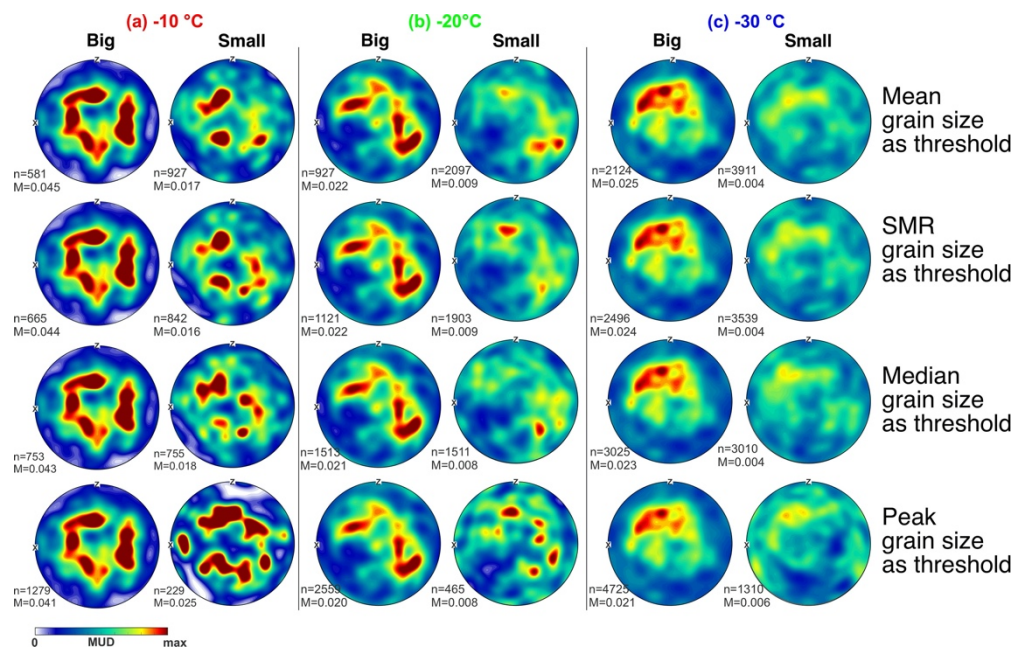 (a) -10 °C (b) -20°C (c) -30 °C
Big Small Big Small Big Small
Z Z Z Z Z Z
X X X X X X
n=581 n=927 n=927 n=2097 n=2124 n=3911
M=0.045 M=0.017 M=0.022 M=0.009 M=0.025 M=0.004
Mean
grain size
as threshold
Z Z Z
X X X X X X
n=665 n=842 n=1121 n=1903 n=2496 n=3539
M=0.044 M=0.016 M=0.022 M=0.009 M=0.024 M=0.004
SMR
grain size
as threshold
Z Z Z
X X X X X X
n=753 n=755 n=1513 n=1511 n=3025 n=3010
M=0.043 M=0.018 M=0.021 M=0.008 M=0.023 M=0.004
Median
grain size
as threshold
Z Z Z
X X X X X X
n=1279 n=229 n=2559 n=465 n=4725 n=1310
M=0.041 M=0.025 M=0.020 M=0.008 M=0.021 M=0.006
Peak
grain size
as threshold
0 MUD max